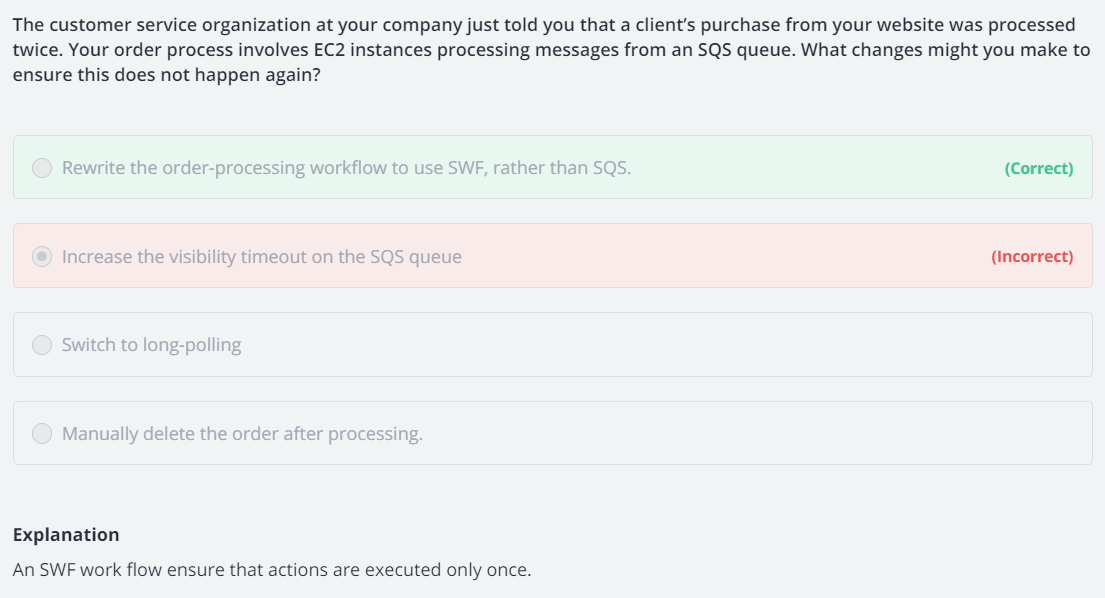 The customer service organization at your company just told you that a client’s purchase from your website was processed
twice. Your order process involves EC2 instances processing messages from an SQS queue. What changes might you make to
ensure this does not happen again?
Rewrite the order-processing workflow to use SWF, rather than SQS. (Correct)
Increase the visibility timeout on the SQS queue (Incorrect)
Switch to long-polling
Manually delete the order after processing.
Explanation
An SWF work flow ensure that actions are executed only once.